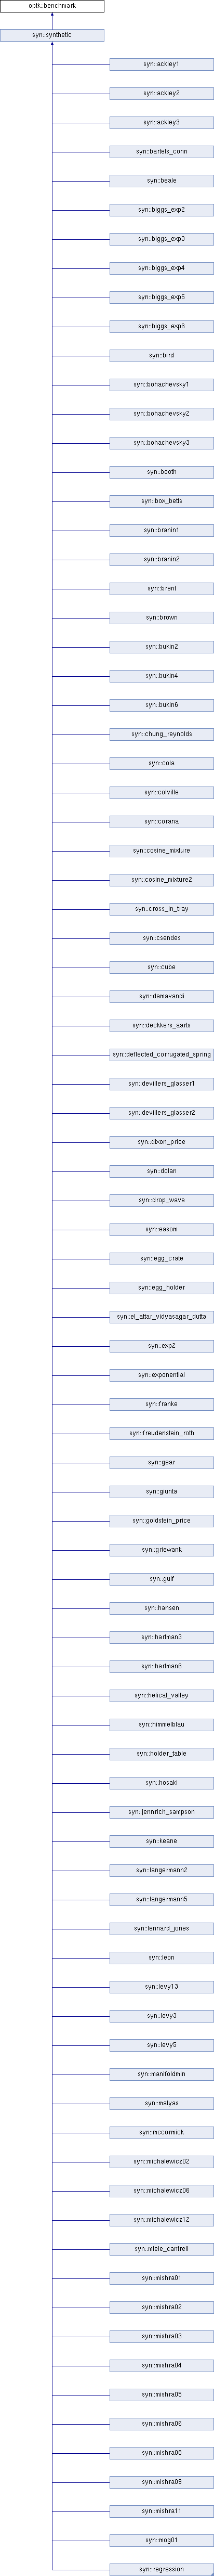 optk::benchmark
syn::synthetic
syn::ackley1
syn::ackley2
syn::ackley3
syn::bartels_conn
syn::beale
syn::biggs_exp2
syn::biggs_exp3
syn::biggs_exp4
syn::biggs_exp5
syn::biggs_exp6
syn::bird
syn::bohachevsky1
syn::bohachevsky2
syn::bohachevsky3
syn::booth
syn::box_betts
syn::branin1
syn::branin2
syn::brent
syn::brown
syn::bukin2
syn::bukin4
syn::bukin6
syn::chung_reynolds
syn::cola
syn::colville
syn::corana
syn::cosine_mixture
syn::cosine_mixture2
syn::cross_in_tray
syn::csendes
syn::cube
syn::damavandi
syn::deckkers_aarts
syn::deflected_corrugated_spring
syn::devillers_glasser1
syn::devillers_glasser2
syn::dixon_price
syn::dolan
syn::drop_wave
syn::easom
syn::egg_crate
syn::egg_holder
syn::el_attar_vidyasagar_dutta
syn::exp2
syn::exponential
syn::franke
syn::freudenstein_roth
syn::gear
syn::giunta
syn::goldstein_price
syn::griewank
syn::gulf
syn::hansen
syn::hartman3
syn::hartman6
syn::helical_valley
syn::himmelblau
syn::holder_table
syn::hosaki
syn::jennrich_sampson
syn::keane
syn::langermann2
syn::langermann5
syn::lennard_jones
syn::leon
syn::levy13
syn::levy3
syn::levy5
syn::manifoldmin
syn::matyas
syn::mccormick
syn::michalewicz02
syn::michalewicz06
syn::michalewicz12
syn::miele_cantrell
syn::mishra01
syn::mishra02
syn::mishra03
syn::mishra04
syn::mishra05
syn::mishra06
syn::mishra08
syn::mishra09
syn::mishra11
syn::mog01
syn::regression